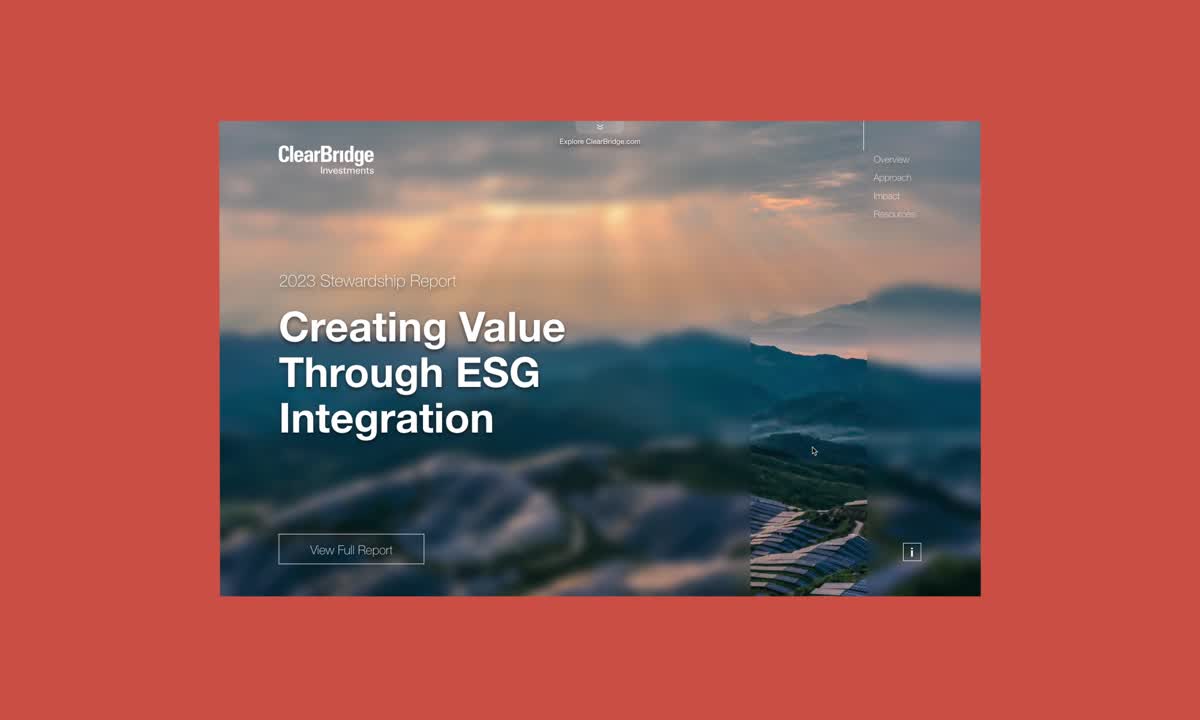 Explore ClearBridge.com
ClearBridge
Investments
Overview
Approach
Impact
Resources
2023 Stewardship Report
Creating Value
Through ESG
Integration
View Full Report
i